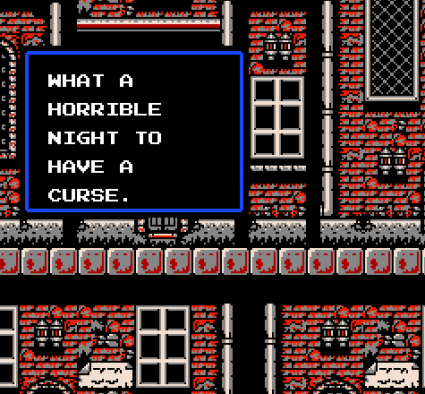 WHAT A
HORRIBLE
NIGHT TO
HAVE A
CURSE.